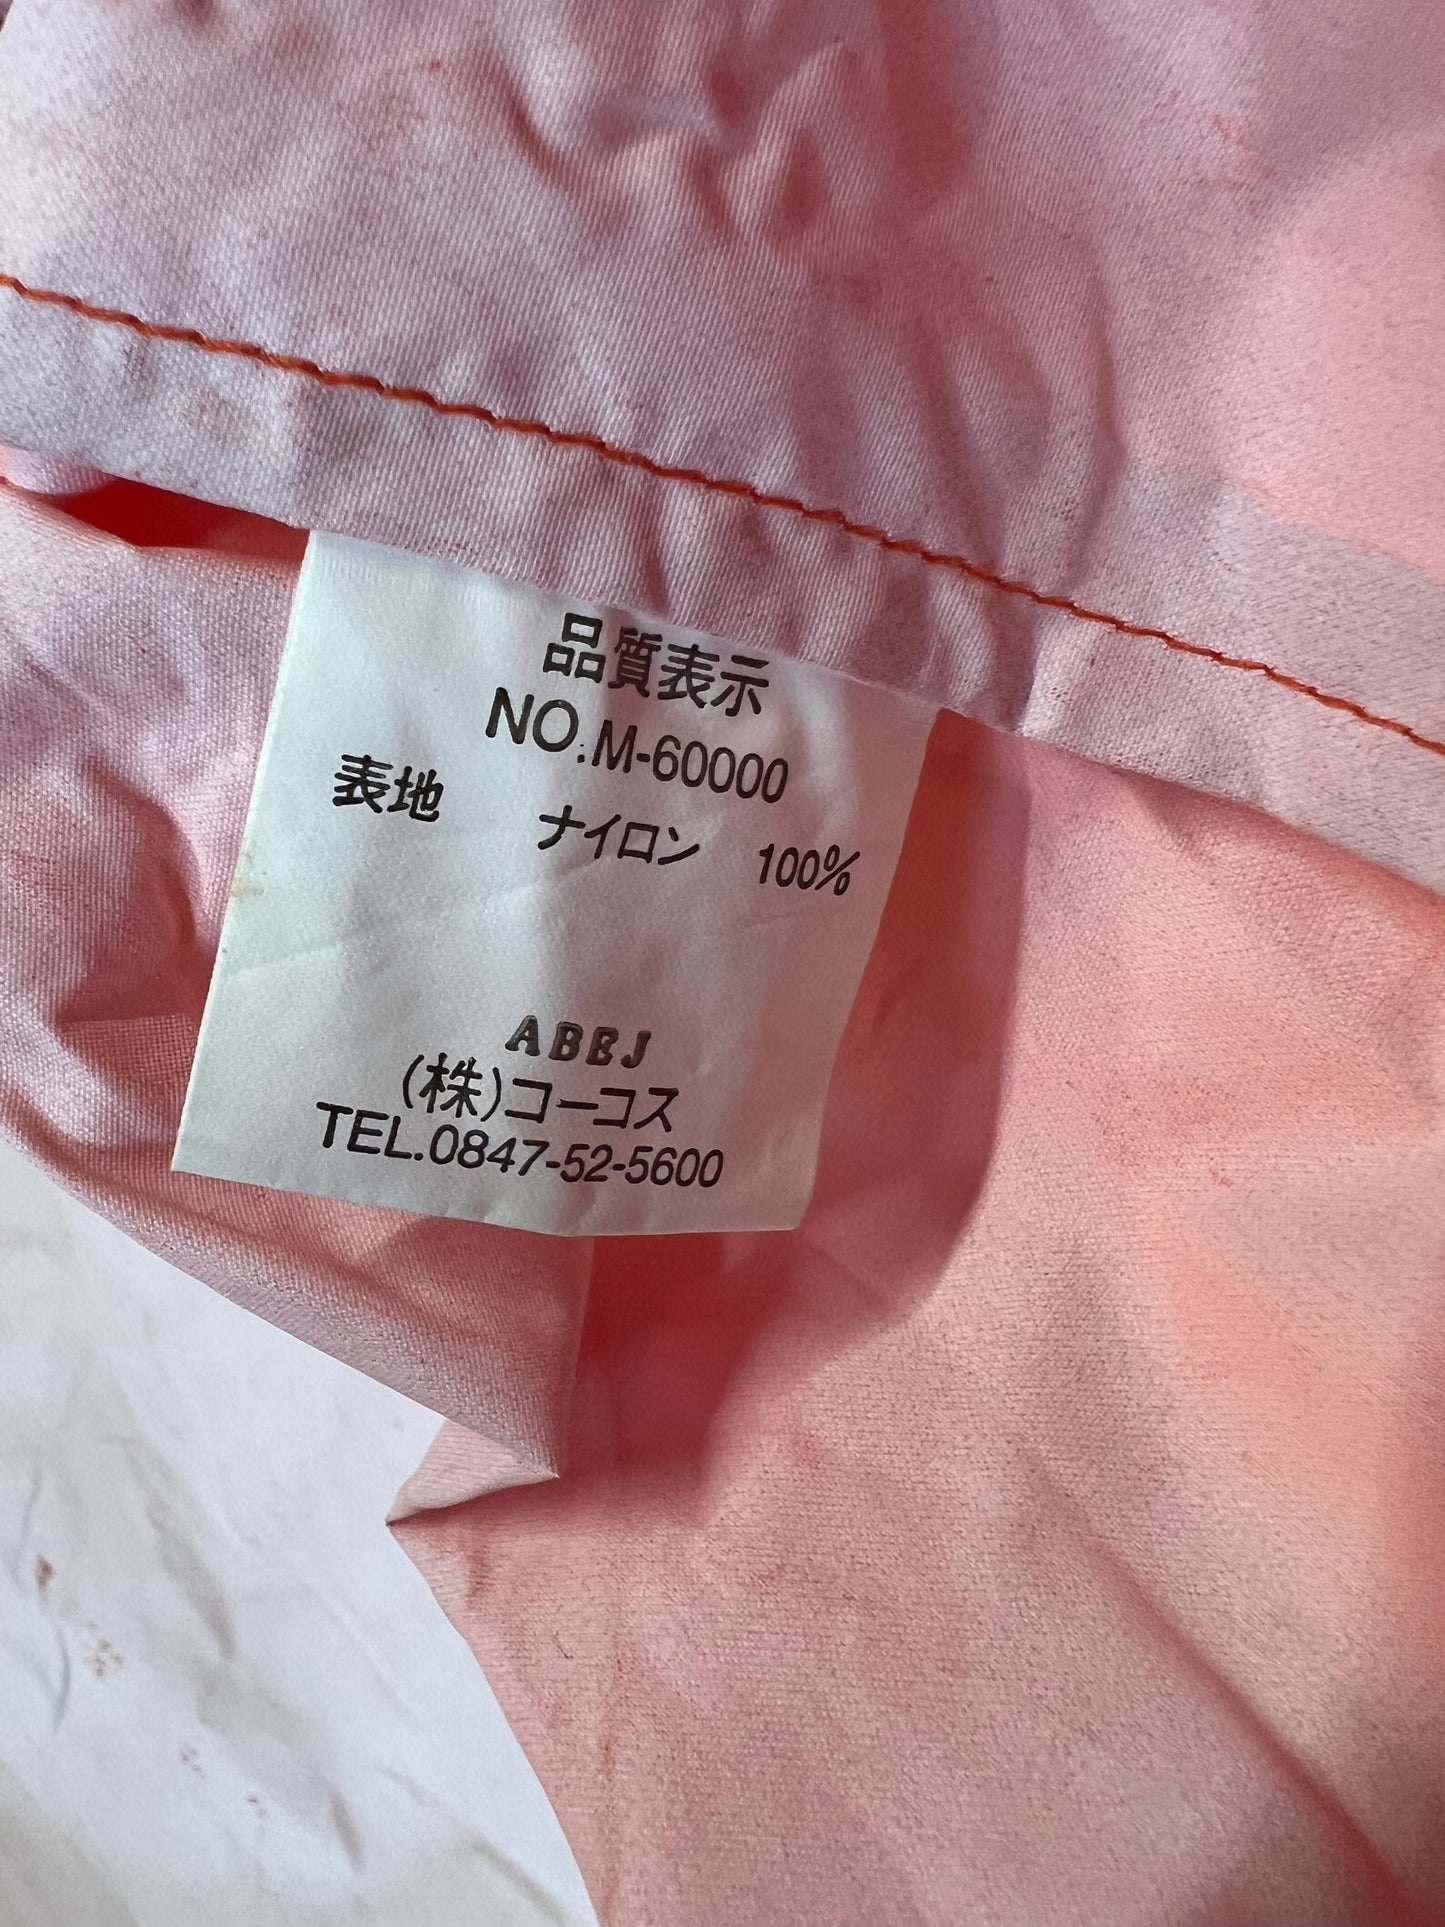 品質表示
NO.M-60000
表地 ナイロン 100%
ABEJ
(株)コーコス
TEL.0847-52-5600